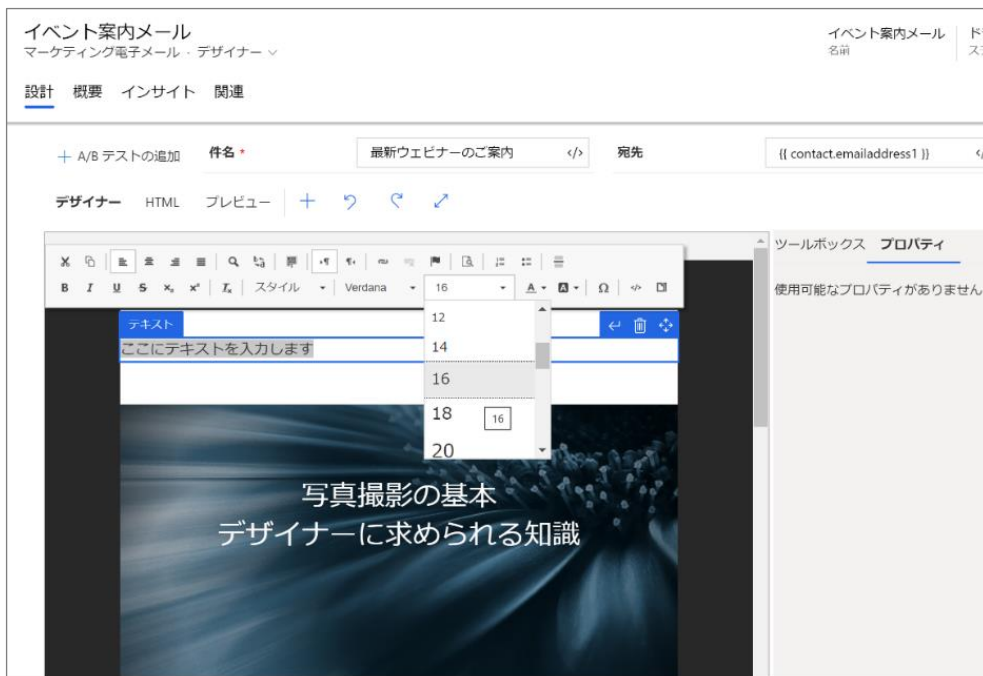 イベント案内メール
マーケティング電子メール · デザイナー
イベント案内メール
名前
設計 概要 インサイト 関連
+ A/B テストの追加 件名 * 最新ウェビナーのご案内 </> 宛先 {{ contact.emailaddress1 }}
デザイナー HTML プレビュー
ツールボックス プロパティ
使用可能なプロパティがありません
B I U S x₂ x² Tx スタイル Verdana 16 A A Ω </>
テキスト
ここにテキストを入力します
12
14
16
18 16
20
写真撮影の基本
デザイナーに求められる知識